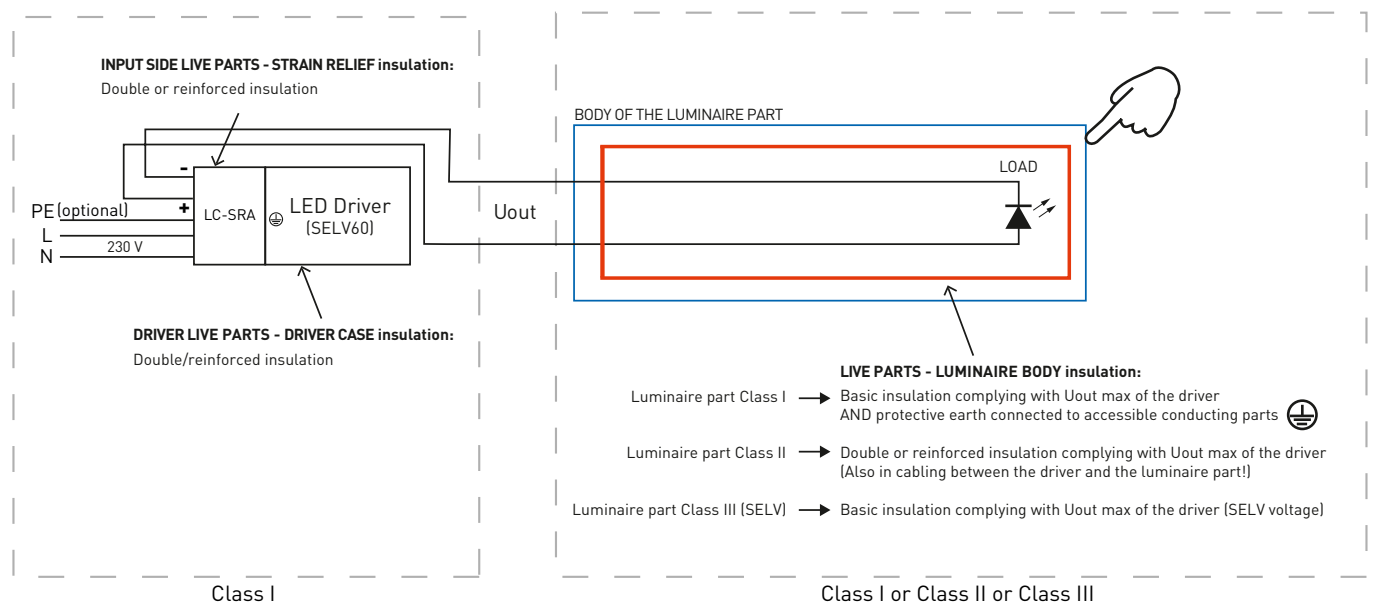 INPUT SIDE LIVE PARTS - STRAIN RELIEF insulation:
Double or reinforced insulation
-
+
PE (optional)
L
N
230 V
LC-SRA
LED Driver
(SELV60)
DRIVER LIVE PARTS - DRIVER CASE insulation:
Double/reinforced insulation
Class I
Uout
BODY OF THE LUMINAIRE PART
LOAD
LIVE PARTS - LUMINAIRE BODY insulation:
Luminaire part Class I
Basic insulation complying with Uout max of the driver
AND protective earth connected to accessible conducting parts
Luminaire part Class II
Double or reinforced insulation complying with Uout max of the driver
(Also in cabling between the driver and the luminaire part!)
Luminaire part Class III (SELV)
Basic insulation complying with Uout max of the driver (SELV voltage)
Class I or Class II or Class III